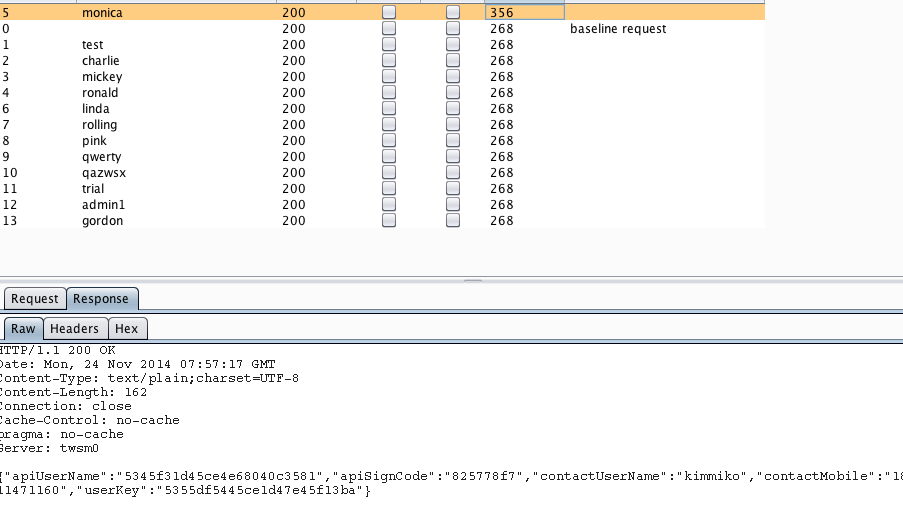 5 monica 200 356
0 200 268 baseline request
1 test 200 268
2 charlie 200 268
3 mickey 200 268
4 ronald 200 268
6 linda 200 268
7 rolling 200 268
8 pink 200 268
9 qwerty 200 268
10 qazwsx 200 268
11 trial 200 268
12 admin1 200 268
13 gordon 200 268
Request Response
Raw Headers Hex
HTTP/1.1 200 OK
Date: Mon, 24 Nov 2014 07:57:17 GMT
Content-Type: text/plain;charset=UTF-8
Content-Length: 162
Connection: close
Cache-Control: no-cache
pragma: no-cache
Server: twsm0
{"apiUserName":"5345f31d45ce4e68040c3581","apiSignCode":"825778f7","contactUserName":"kimmiko","contactMobile":"18
11471160","userKey":"5355df5445ce1d47e45f13ba"}